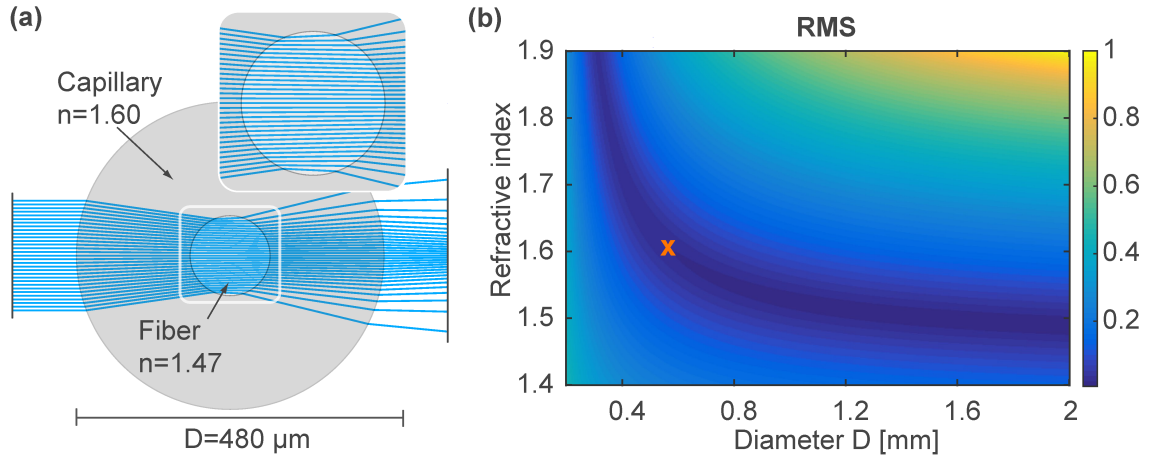 (a)
Capillary
n=1.60
Fiber
n=1.47
D=480 μm
(b)
RMS
Refractive index
1.9
1.8
1.7
1.6
1.5
1.4
x
0.4
0.8
1.2
1.6
2
Diameter D [mm]
1
0.8
0.6
0.4
0.2